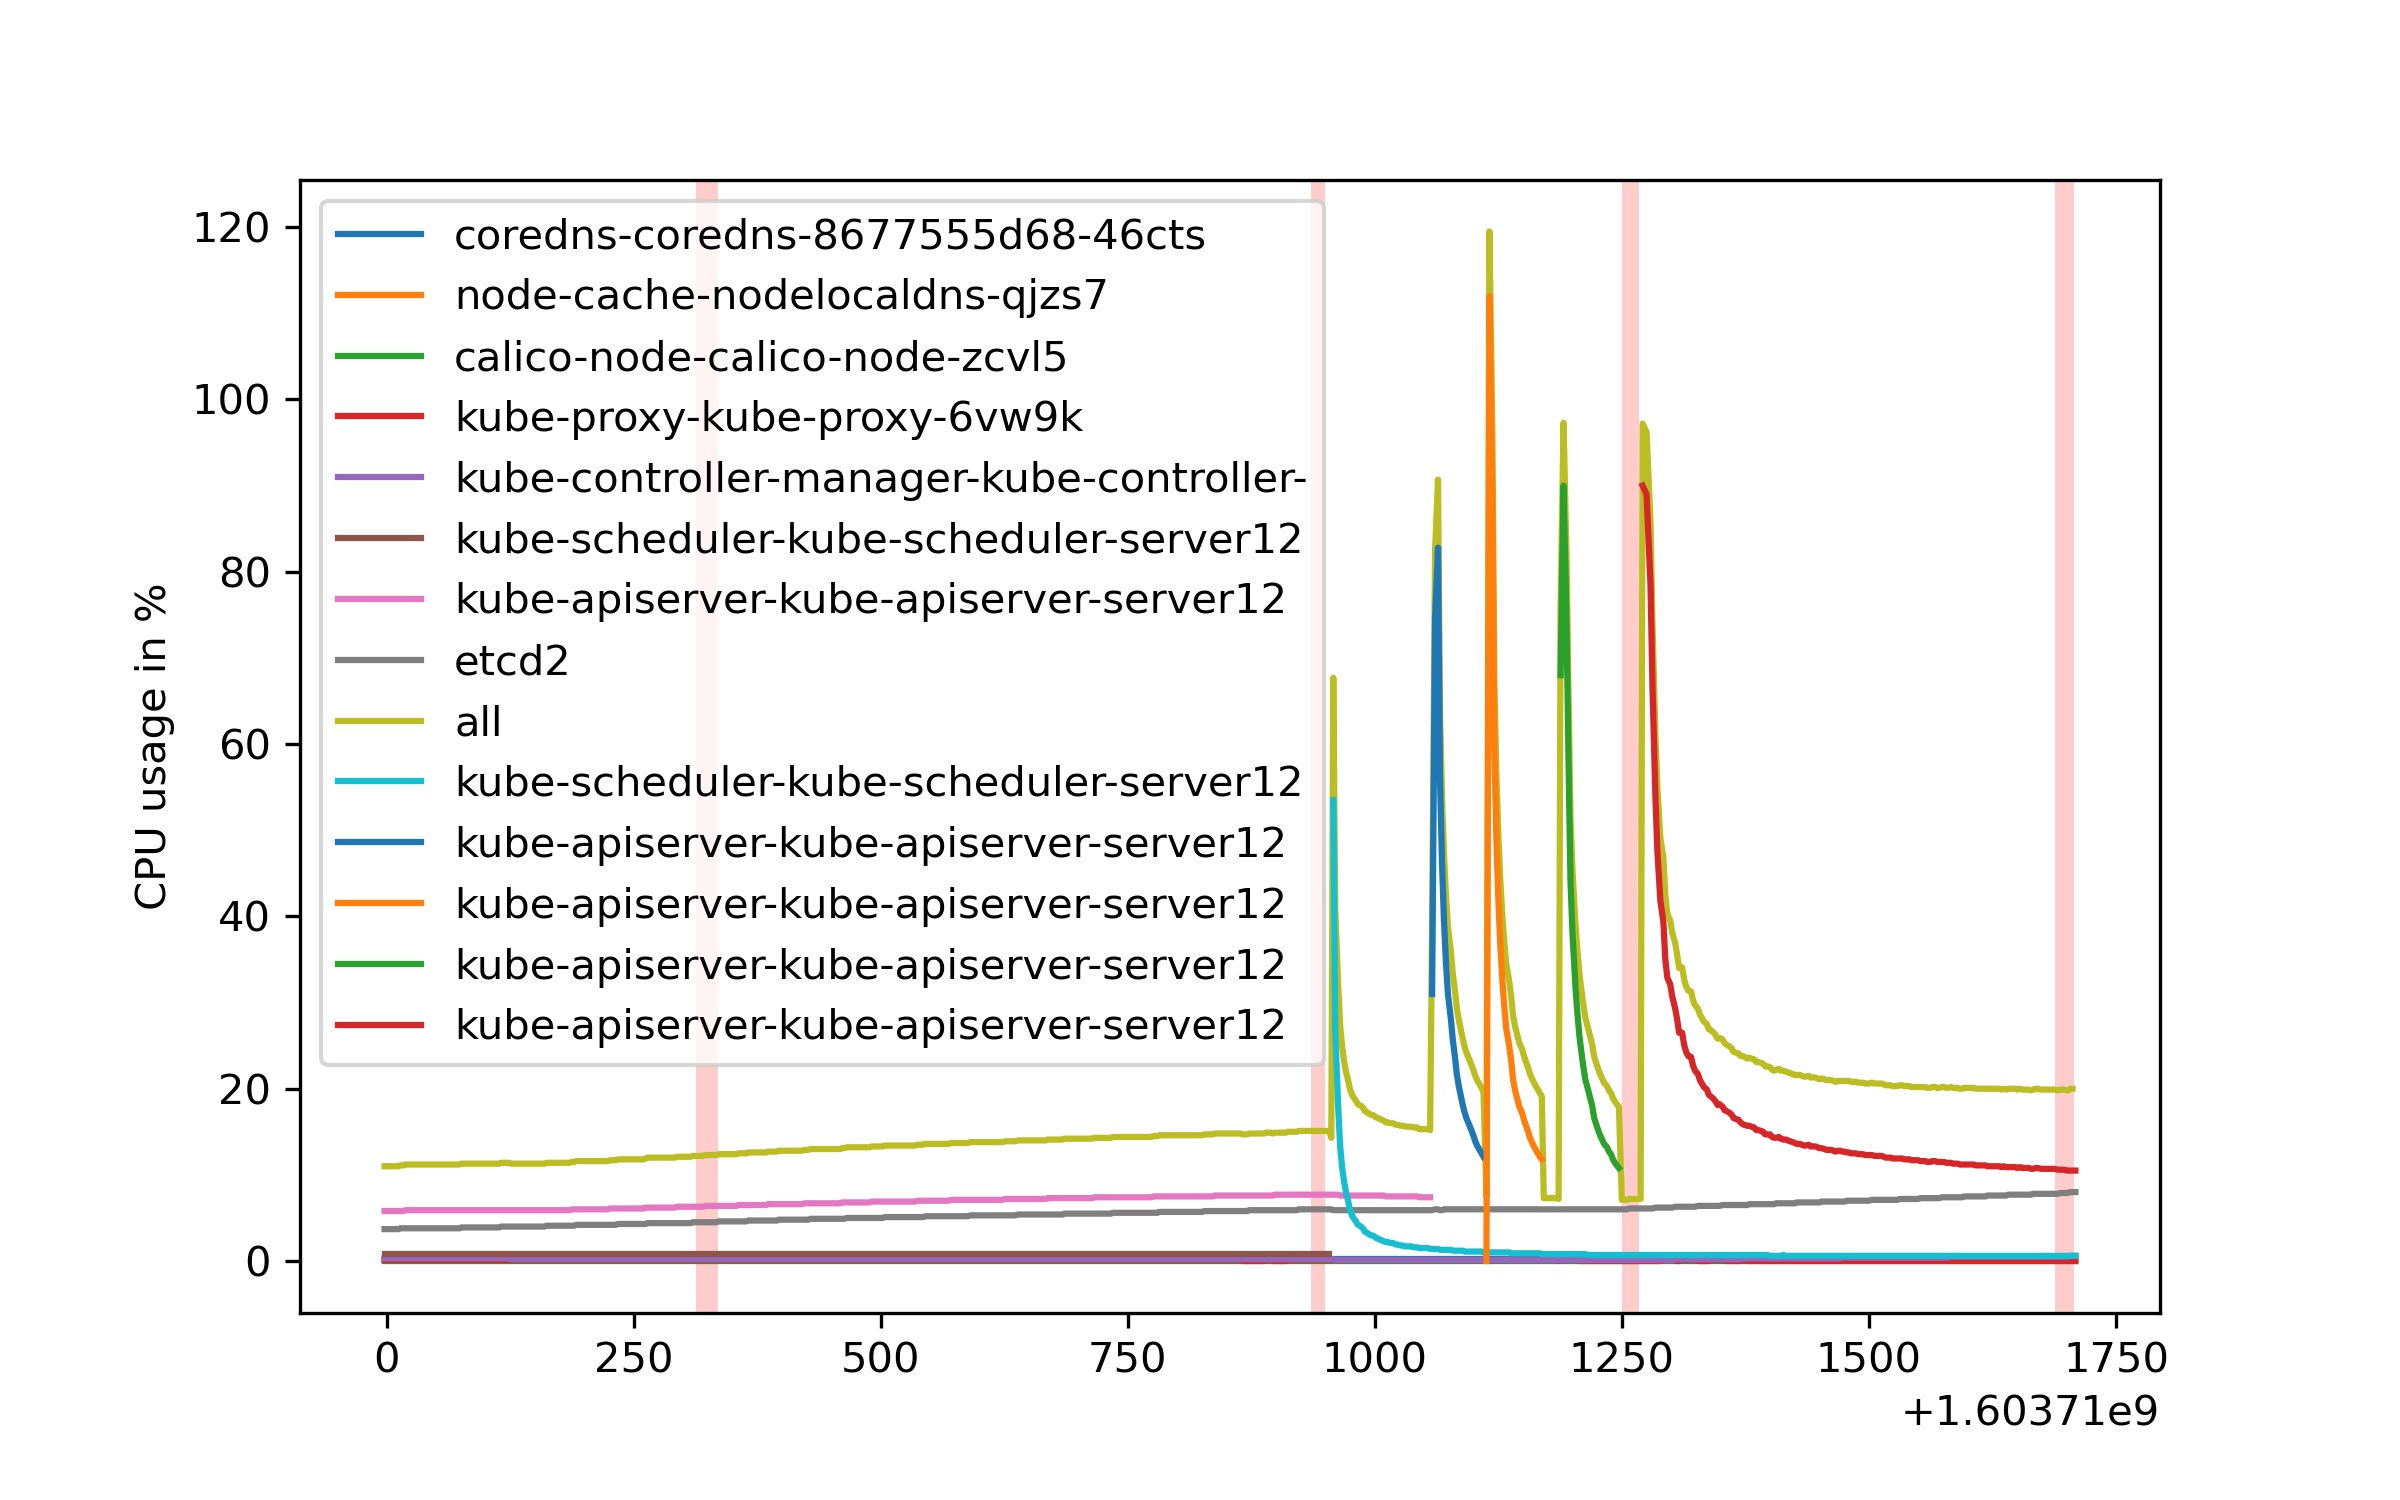 120
100
80
60
40
20
0
CPU usage in %
coredns-coredns-8677555d68-46cts
node-cache-nodelocaldns-qjzs7
calico-node-calico-node-zcvl5
kube-proxy-kube-proxy-6vw9k
kube-controller-manager-kube-controller-
kube-scheduler-kube-scheduler-server12
kube-apiserver-kube-apiserver-server12
etcd2
all
kube-scheduler-kube-scheduler-server12
kube-apiserver-kube-apiserver-server12
kube-apiserver-kube-apiserver-server12
kube-apiserver-kube-apiserver-server12
kube-apiserver-kube-apiserver-server12
0 250 500 750 1000 1250 1500 1750
+1.60371e9